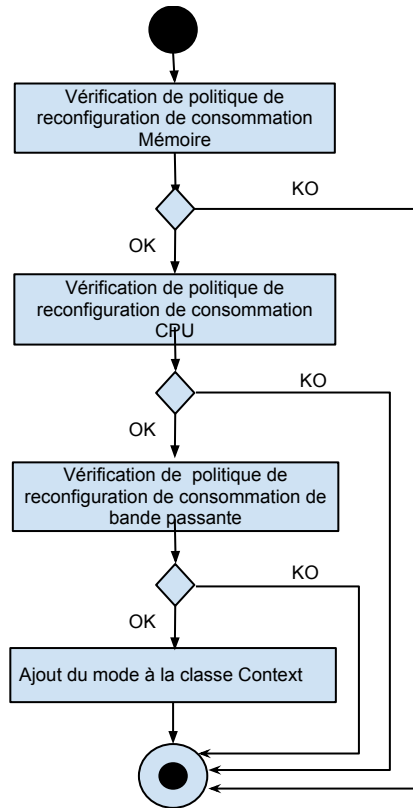 Vérification de politique de
reconfiguration de consommation
Mémoire
KO
OK
Vérification de politique de
reconfiguration de consommation
CPU
KO
OK
Vérification de politique de
reconfiguration de consommation de
bande passante
KO
OK
Ajout du mode à la classe Context